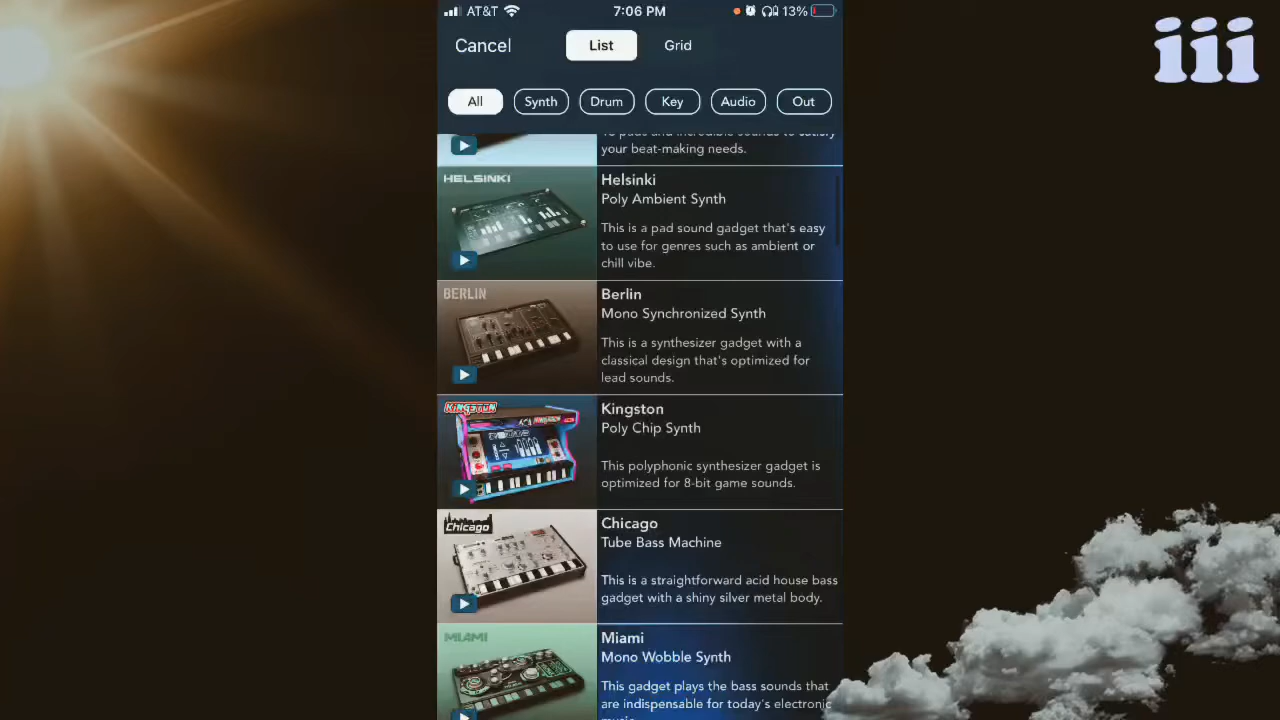 AT&T 7:06 PM 13%
iii
Cancel List Grid
All Synth Drum Key Audio Out
your beat-making needs.
HELSINKI
Helsinki
Poly Ambient Synth
This is a pad sound gadget that's easy
to use for genres such as ambient or
chill vibe.
BERLIN
Berlin
Mono Synchronized Synth
This is a synthesizer gadget with a
classical design that's optimized for
lead sounds.
KINGSTON
Kingston
Poly Chip Synth
This polyphonic synthesizer gadget is
optimized for 8-bit game sounds.
Chicago
Chicago
Tube Bass Machine
This is a straightforward acid house bass
gadget with a shiny silver metal body.
MIAMI
Miami
Mono Wobble Synth
This gadget plays the bass sounds that
are indispensable for today's electronic